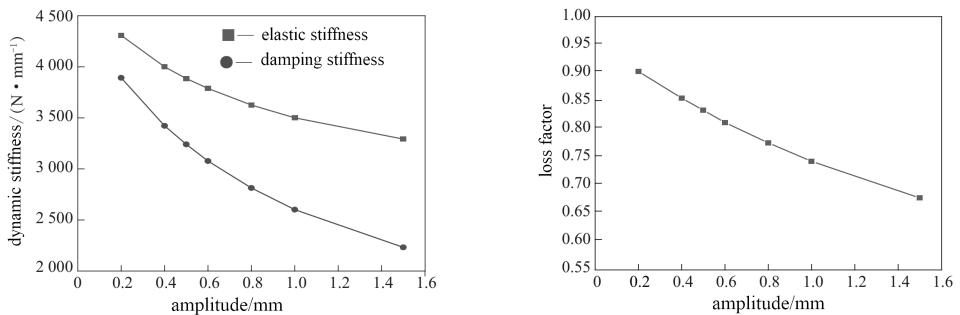 4 500
4 000
3 500
3 000
2 500
2 000
dynamic stiffness/(N•mm⁻¹)
elastic stiffness
damping stiffness
0 0.2 0.4 0.6 0.8 1.0 1.2 1.4 1.6
amplitude/mm
1.00
0.95
0.90
0.85
0.80
0.75
0.70
0.65
0.60
0.55
loss factor
0 0.2 0.4 0.6 0.8 1.0 1.2 1.4 1.6
amplitude/mm